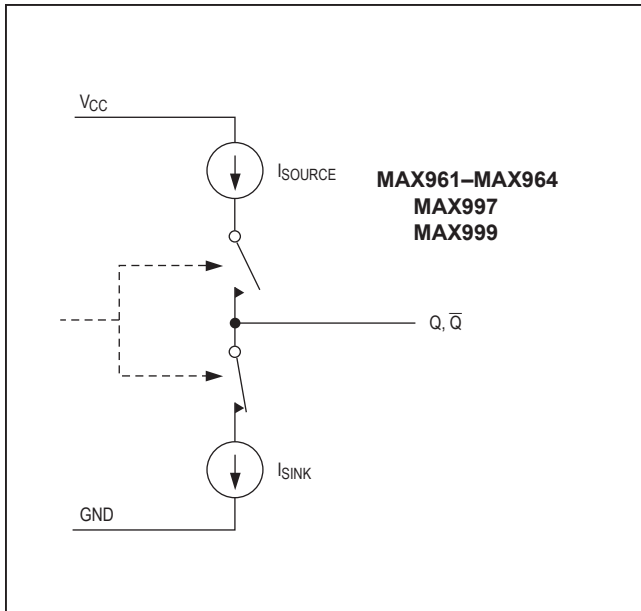 VCC
ISOURCE
MAX961–MAX964
MAX997
MAX999
Q, Q̅
ISINK
GND